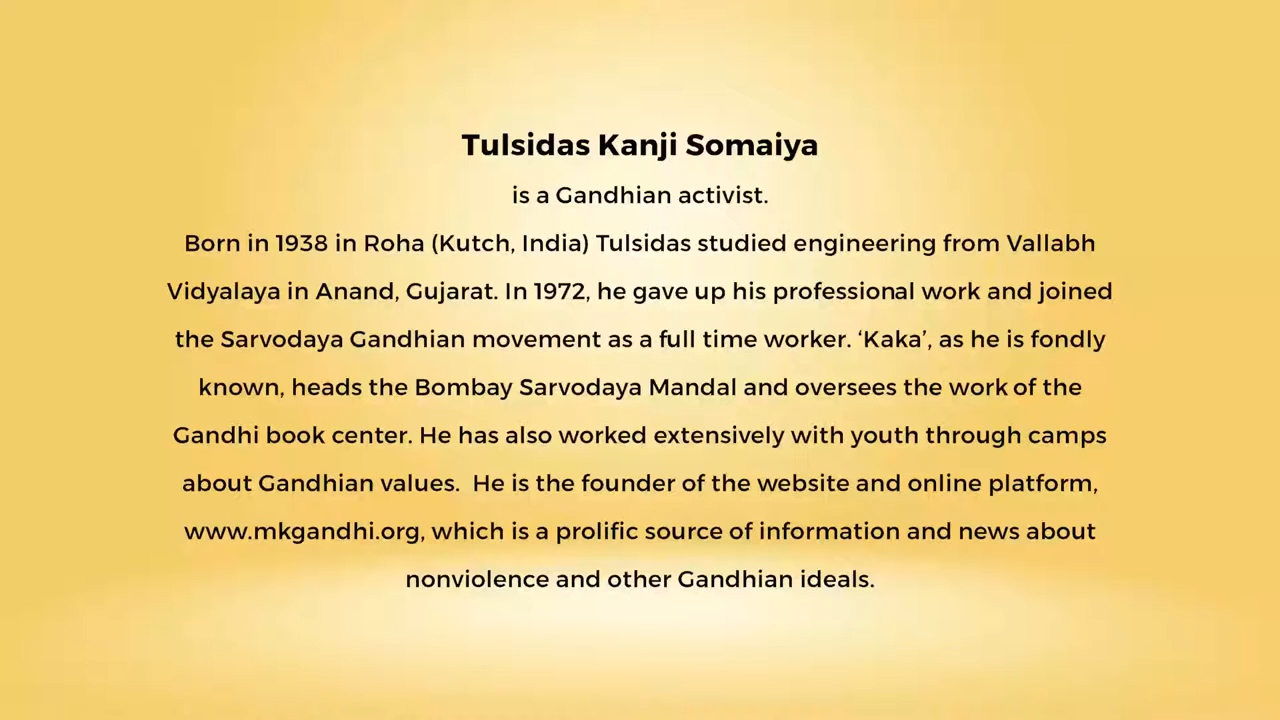 Tulsidas Kanji Somaiya
is a Gandhian activist.
Born in 1938 in Roha (Kutch, India) Tulsidas studied engineering from Vallabh
Vidyalaya in Anand, Gujarat. In 1972, he gave up his professional work and joined
the Sarvodaya Gandhian movement as a full time worker. ‘Kaka’, as he is fondly
known, heads the Bombay Sarvodaya Mandal and oversees the work of the
Gandhi book center. He has also worked extensively with youth through camps
about Gandhian values.  He is the founder of the website and online platform,
www.mkgandhi.org, which is a prolific source of information and news about
nonviolence and other Gandhian ideals.